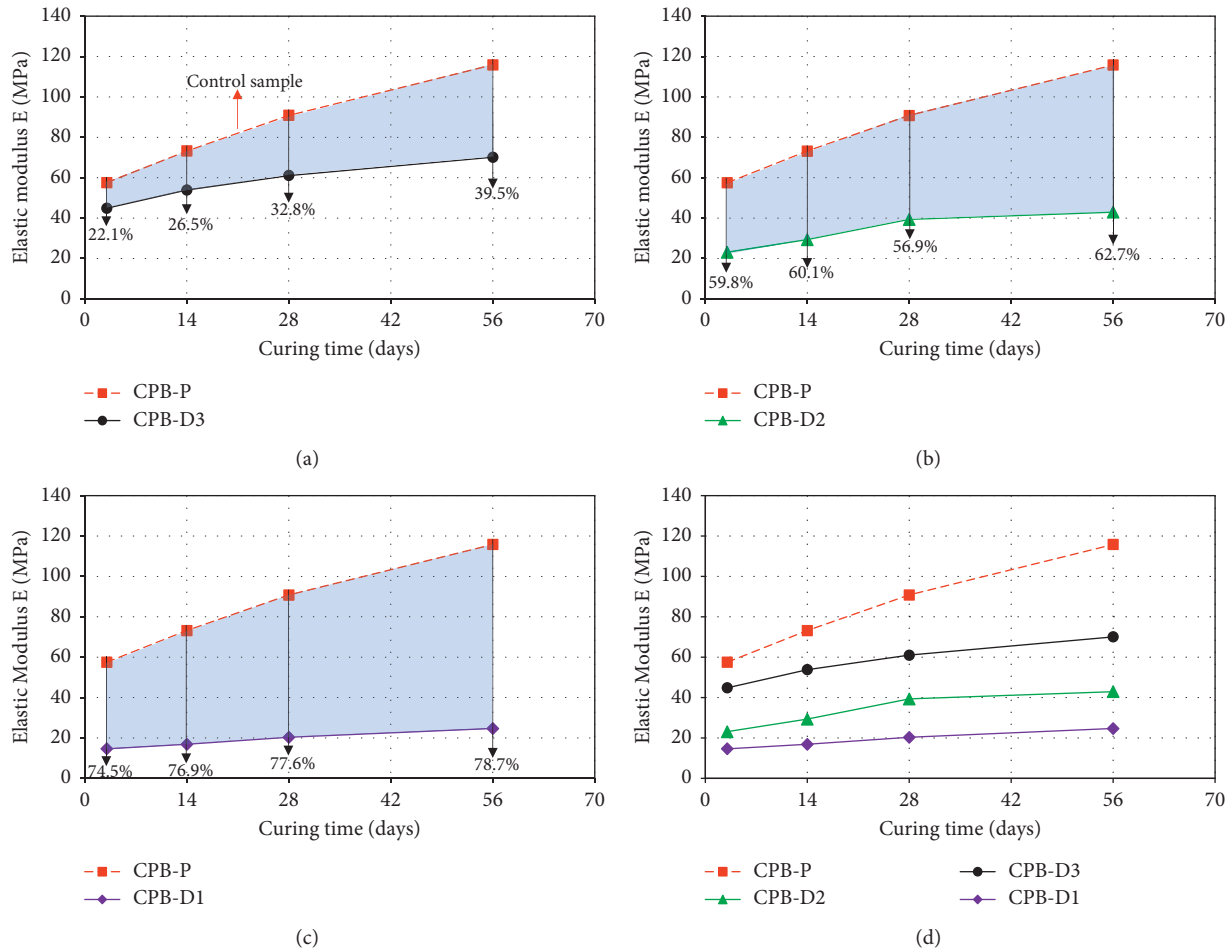 140
120
100
80
60
40
20
0
Elastic modulus E (MPa)
Control sample
22.1%
26.5%
32.8%
39.5%
0 14 28 42 56 70
Curing time (days)
CPB-P
CPB-D3
(a)
140
120
100
80
60
40
20
0
Elastic modulus E (MPa)
59.8%
60.1%
56.9%
62.7%
0 14 28 42 56 70
Curing time (days)
CPB-P
CPB-D2
(b)
140
120
100
80
60
40
20
0
Elastic Modulus E (MPa)
74.5%
76.9%
77.6%
78.7%
0 14 28 42 56 70
Curing time (days)
CPB-P
CPB-D1
(c)
140
120
100
80
60
40
20
0
Elastic Modulus E (MPa)
0 14 28 42 56 70
Curing time (days)
CPB-P CPB-D3
CPB-D2 CPB-D1
(d)